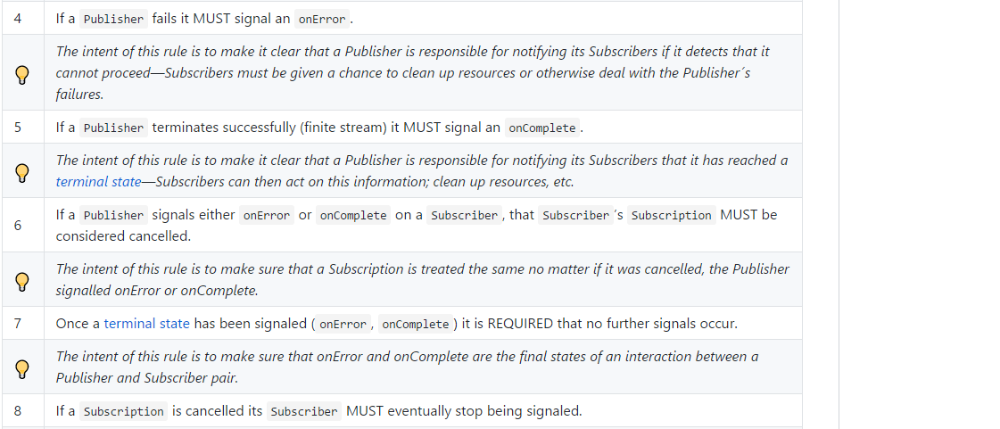 4 If a Publisher fails it MUST signal an onError.
The intent of this rule is to make it clear that a Publisher is responsible for notifying its Subscribers if it detects that it
cannot proceed—Subscribers must be given a chance to clean up resources or otherwise deal with the Publisher´s
failures.
5 If a Publisher terminates successfully (finite stream) it MUST signal an onComplete.
The intent of this rule is to make it clear that a Publisher is responsible for notifying its Subscribers that it has reached a
terminal state—Subscribers can then act on this information; clean up resources, etc.
6 If a Publisher signals either onError or onComplete on a Subscriber, that Subscriber´s Subscription MUST be
considered cancelled.
The intent of this rule is to make sure that a Subscription is treated the same no matter if it was cancelled, the Publisher
signalled onError or onComplete.
7 Once a terminal state has been signaled (onError, onComplete) it is REQUIRED that no further signals occur.
The intent of this rule is to make sure that onError and onComplete are the final states of an interaction between a
Publisher and Subscriber pair.
8 If a Subscription is cancelled its Subscriber MUST eventually stop being signaled.